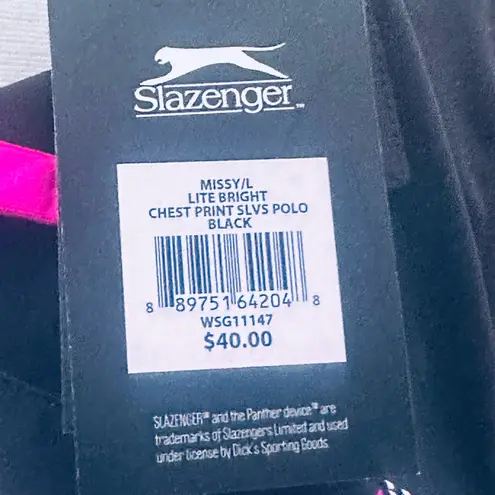 Slazenger™
MISSY/L
LITE BRIGHT
CHEST PRINT SLVS POLO
BLACK
8 89751 64204 8
WSG11147
$40.00
SLAZENGER® and the Panther device™ are
trademarks of Slazengers Limited and used
under license by Dick's Sporting Goods